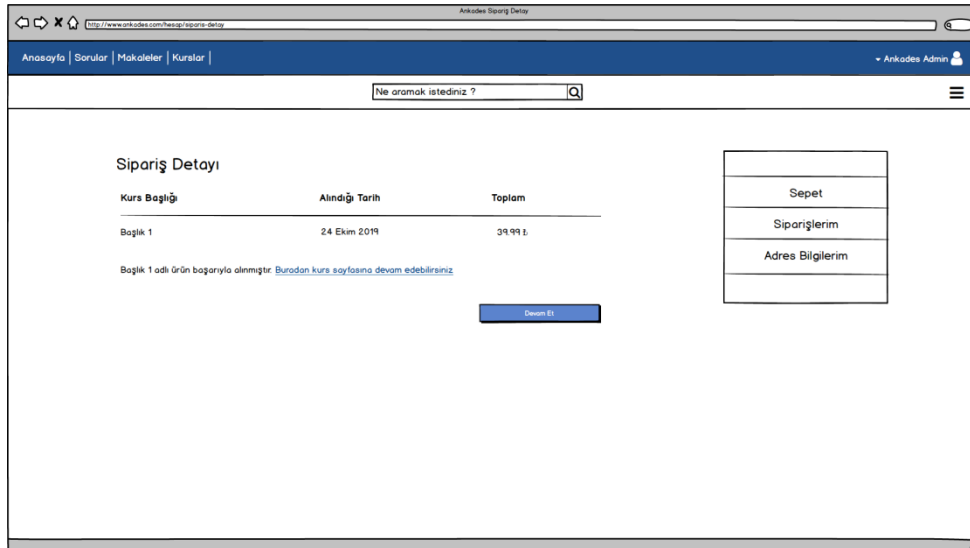 Ankades Sipariş Detay
http://www.ankades.com/hesap/siparis-detay
Anasayfa | Sorular | Makaleler | Kurslar |
Ankades Admin
Ne aramak istediniz ?
Sipariş Detayı
Kurs Başlığı Alındığı Tarih Toplam
Başlık 1 24 Ekim 2019 39.99 ₺
Başlık 1 adlı ürün başarıyla alınmıştır. Buradan kurs sayfasına devam edebilirsiniz
Devam Et
Sepet
Siparişlerim
Adres Bilgilerim